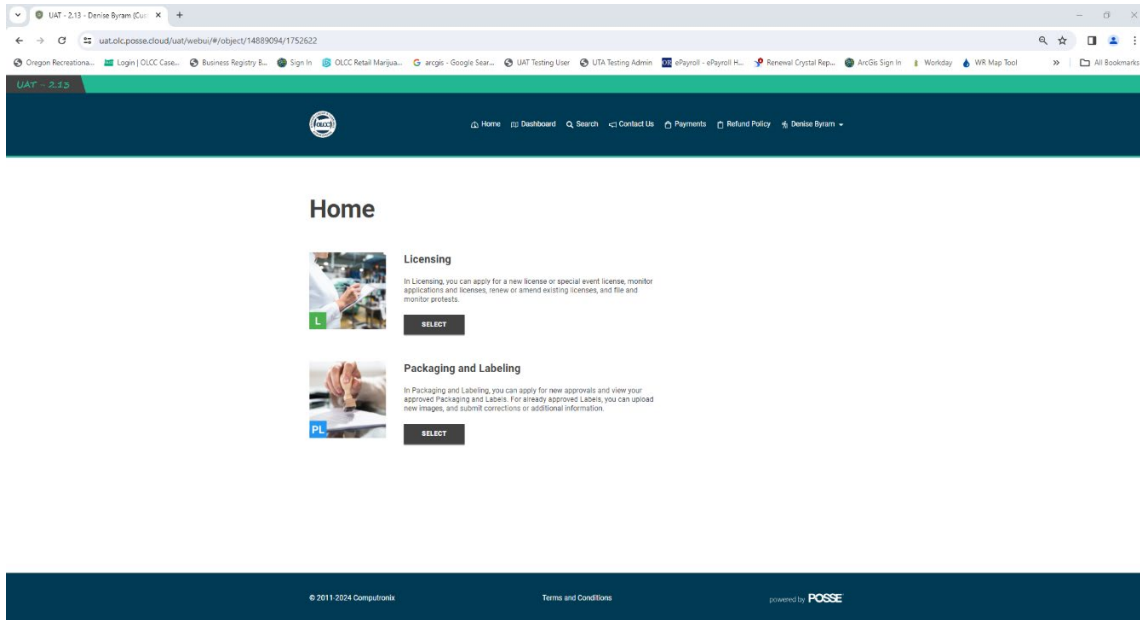 UAT - 2.13 - Denise Byram (Cus
uat.olc.posse.cloud/uat/webui/#/object/14889094/1752622
Oregon Recreationa... Login | OLCC Case... Business Registry B... Sign In OLCC Retail Marijua... arcgis - Google Sear... UAT Testing User UTA Testing Admin ePayroll - ePayroll H... Renewal Crystal Rep... ArcGis Sign In Workday WR Map Tool » All Bookmarks
UAT - 2.13
OLCC Home Dashboard Search Contact Us Payments Refund Policy Denise Byram
Home
Licensing
In Licensing, you can apply for a new license or special event license, monitor
applications and licenses, renew or amend existing licenses, and file and
monitor protests.
L
SELECT
Packaging and Labeling
In Packaging and Labeling, you can apply for new approvals and view your
approved Packaging and Labels. For already approved Labels, you can upload
new images, and submit corrections or additional information.
PL
SELECT
© 2011-2024 Computronix Terms and Conditions powered by POSSE